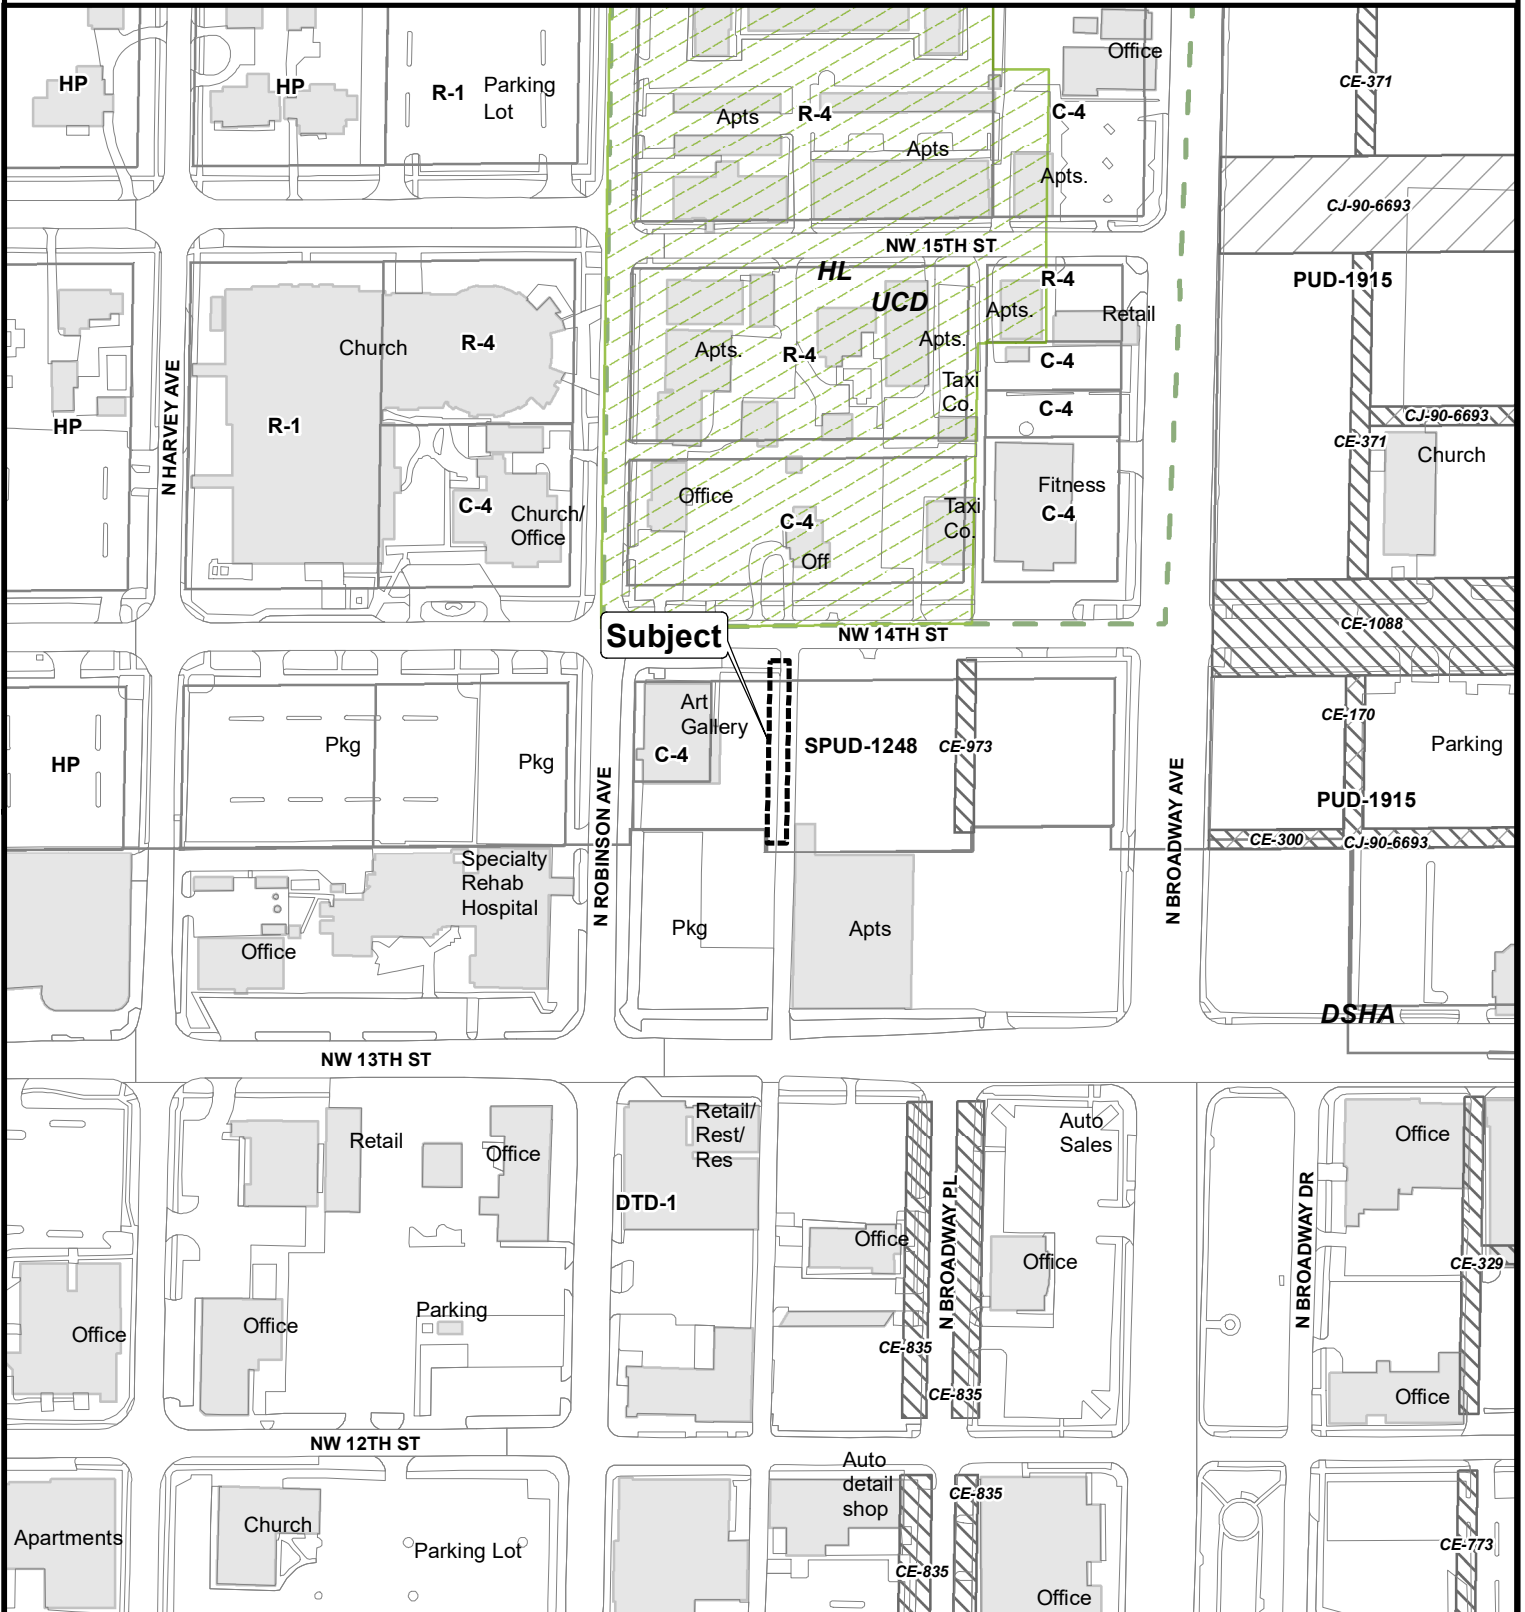 Office
HP
HP
R-1
Parking
Lot
CE-371
Apts
R-4
C-4
Apts
Apts.
CJ-90-6693
NW 15TH ST
HL
UCD
R-4
PUD-1915
Apts.
Retail
Church
R-4
Apts.
R-4
Apts.
C-4
N HARVEY AVE
Taxi
Co.
C-4
CJ-90-6693
HP
R-1
CE-371
Church
Office
Fitness
C-4
Church/
Office
C-4
Off
Taxi
Co.
C-4
CE-1088
Subject
NW 14TH ST
Art
Gallery
C-4
SPUD-1248
CE-973
CE-170
Parking
Pkg
Pkg
HP
PUD-1915
N ROBINSON AVE
N BROADWAY AVE
CE-300
CJ-90-6693
Specialty
Rehab
Hospital
Office
Pkg
Apts
DSHA
NW 13TH ST
Retail/
Rest/
Res
Auto
Sales
Office
Retail
Office
DTD-1
N BROADWAY PL
N BROADWAY DR
Office
Office
CE-329
Parking
Office
Office
CE-835
CE-835
Office
NW 12TH ST
Auto
detail
shop
CE-835
Church
Apartments
Parking Lot
CE-773
CE-835
Office